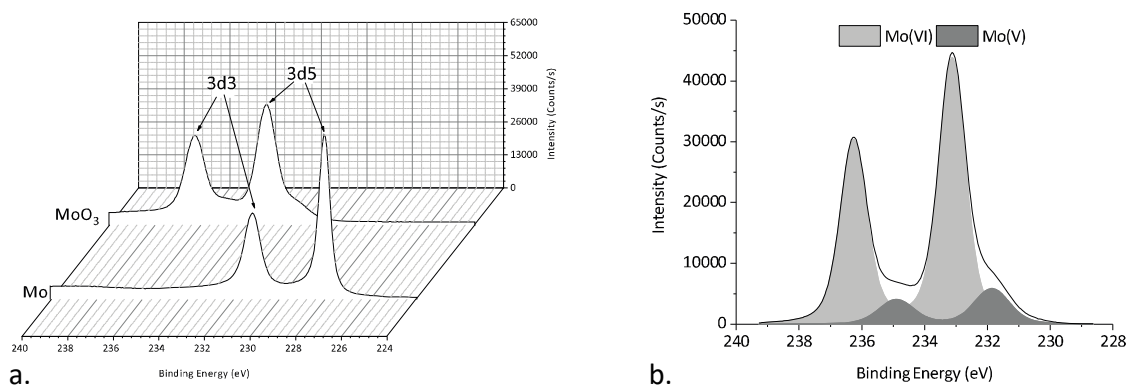 65000
52000
39000
26000
13000
0
Intensity (Counts/s)
3d3
3d5
MoO3
Mo
240 238 236 234 232 230 228 226 224
Binding Energy (eV)
a.
50000
40000
30000
20000
10000
0
Intensity (Counts/s)
Mo(VI) Mo(V)
240 238 236 234 232 230 228
Binding Energy (eV)
b.